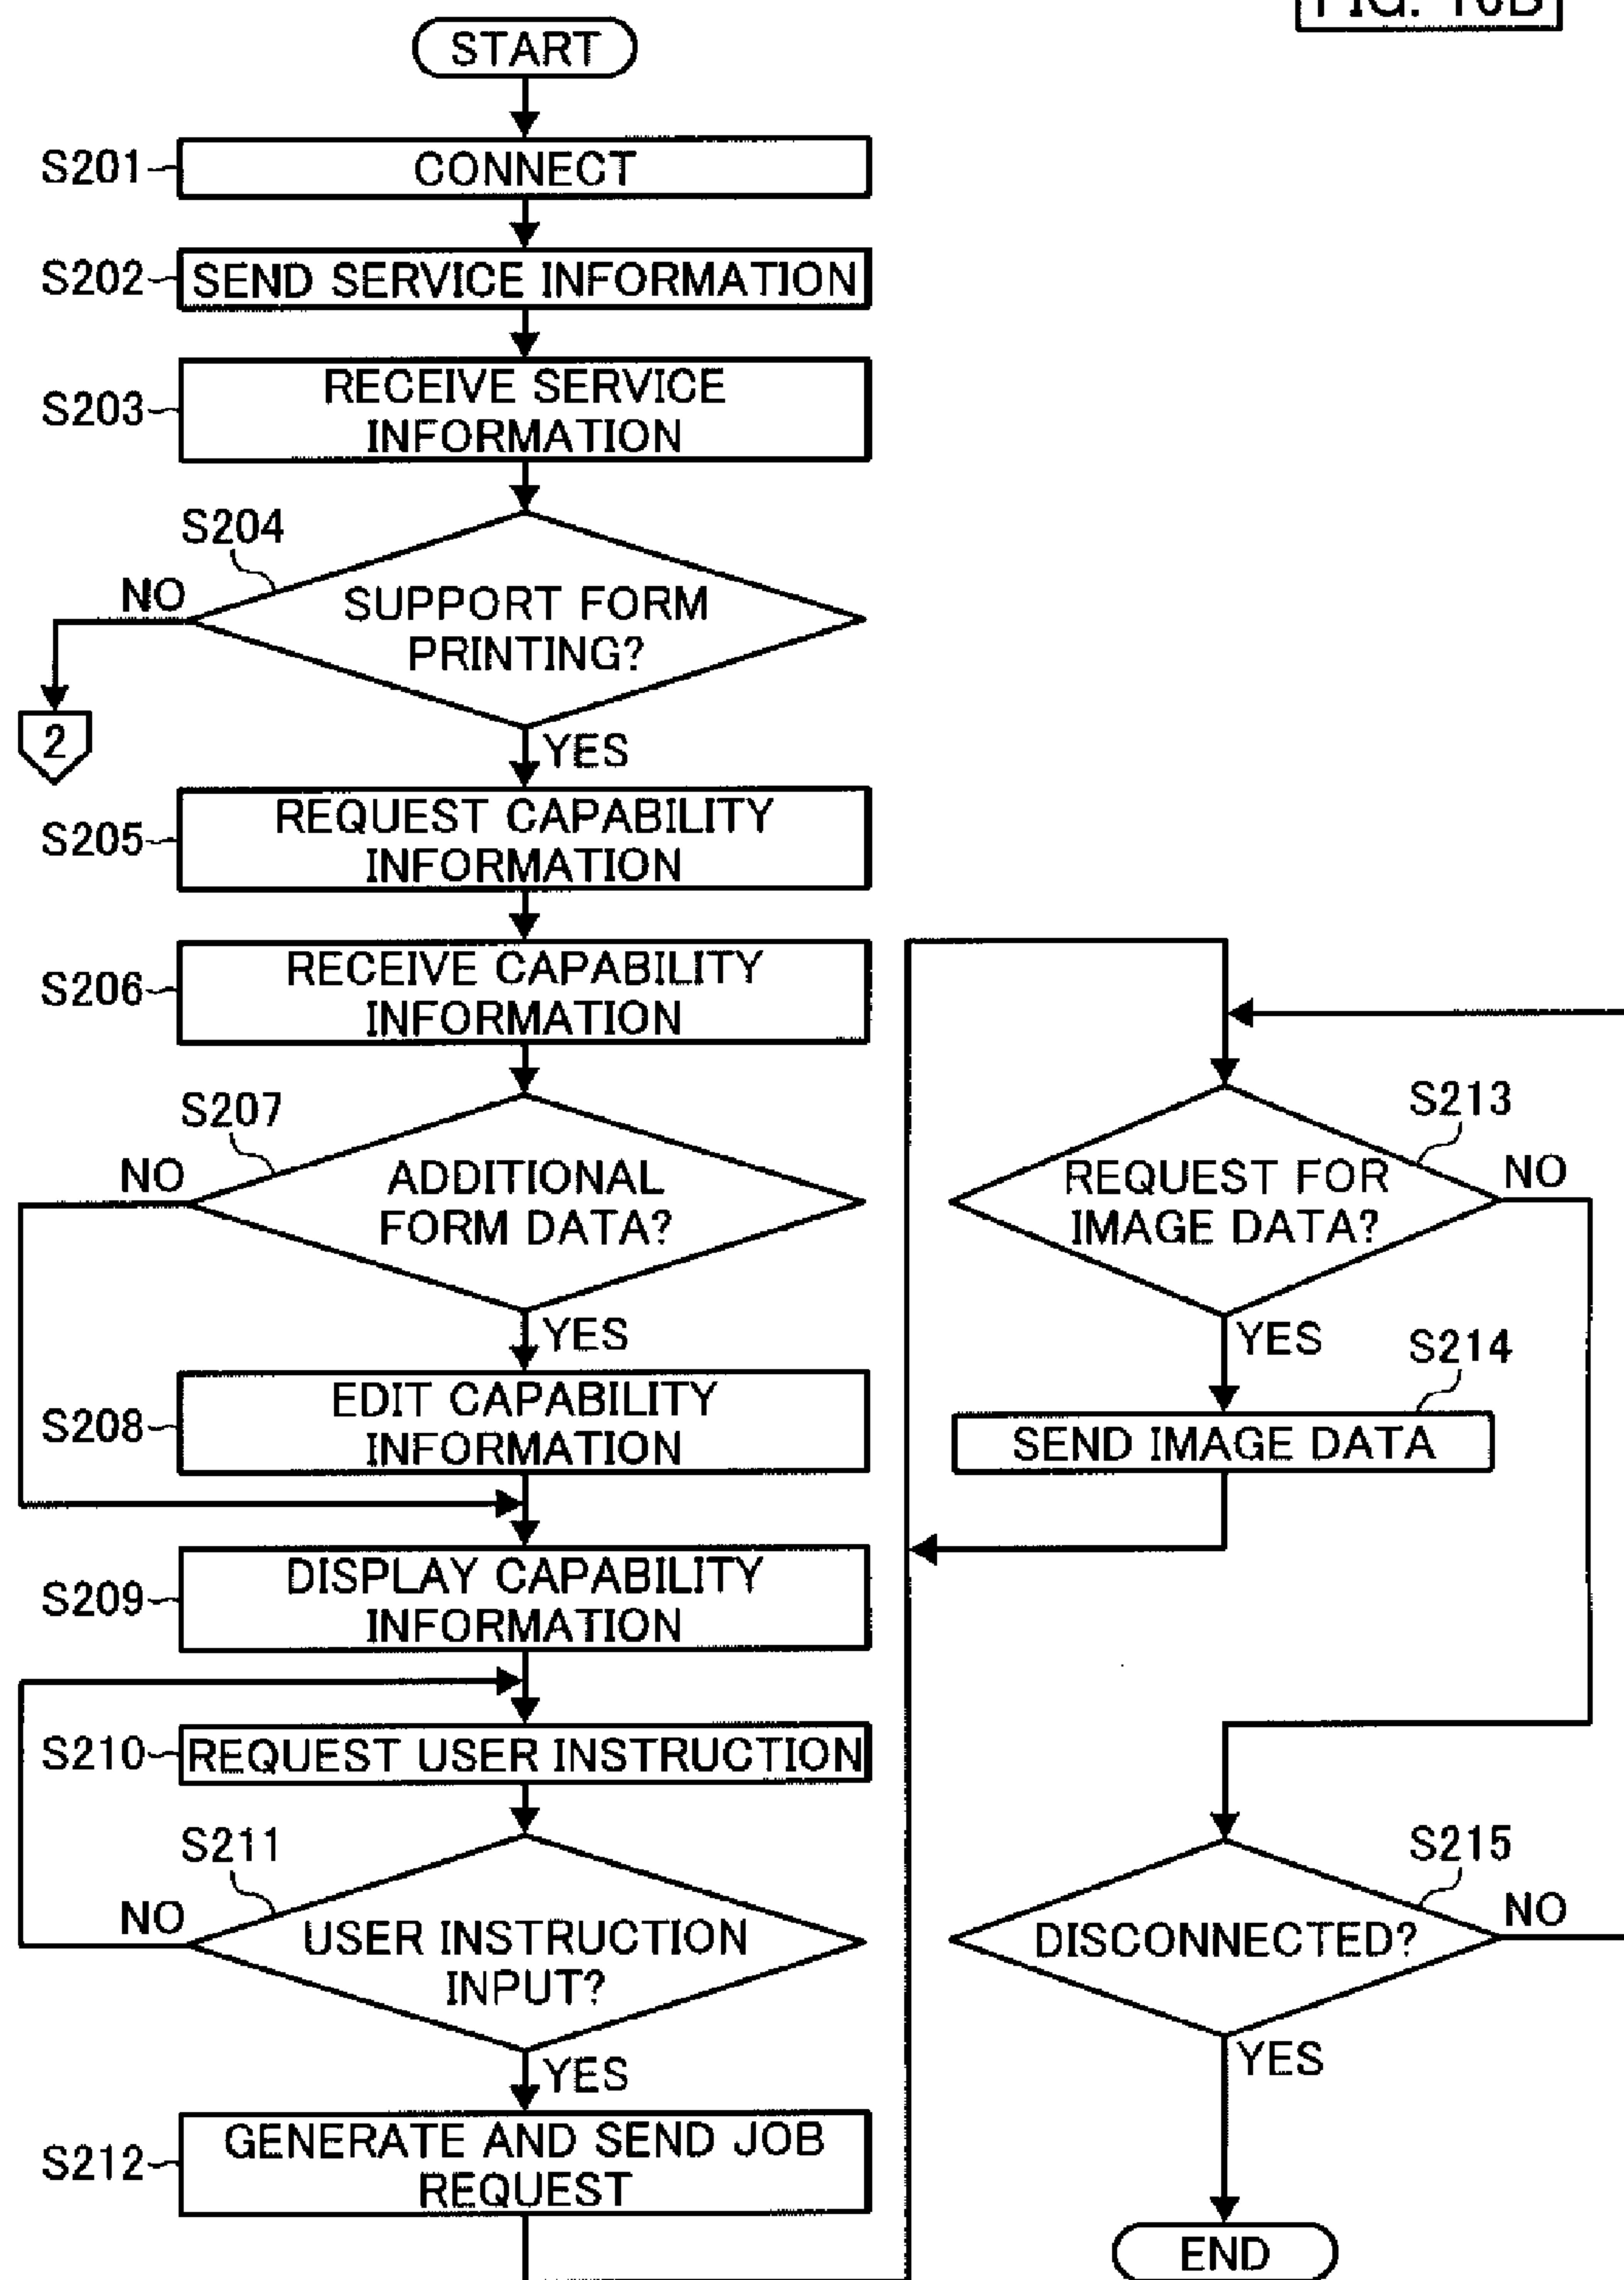 START
S201
CONNECT
S202
SEND SERVICE INFORMATION
S203
RECEIVE SERVICE
INFORMATION
S204
NO
SUPPORT FORM
PRINTING?
2
YES
S205
REQUEST CAPABILITY
INFORMATION
S206
RECEIVE CAPABILITY
INFORMATION
S207
NO
ADDITIONAL
FORM DATA?
YES
S208
EDIT CAPABILITY
INFORMATION
S209
DISPLAY CAPABILITY
INFORMATION
S210
REQUEST USER INSTRUCTION
S211
NO
USER INSTRUCTION
INPUT?
YES
S212
GENERATE AND SEND JOB
REQUEST
S213
REQUEST FOR
IMAGE DATA?
NO
YES
S214
SEND IMAGE DATA
S215
DISCONNECTED?
NO
YES
END